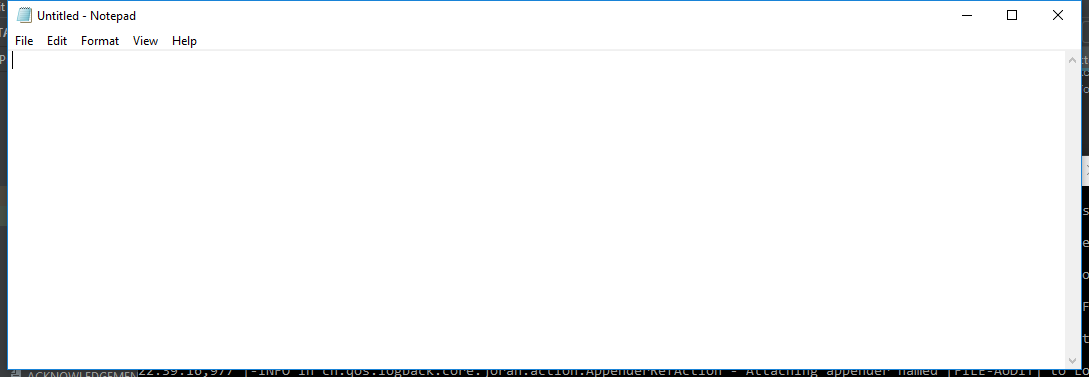 Untitled - Notepad
File Edit Format View Help
ACKNOWLEDGEMEN
22:39:16,977 |-INFO in ch.qos.logback.core.joran.action.AppenderRefAction - Attaching appender named [FILE-AUDIT] to